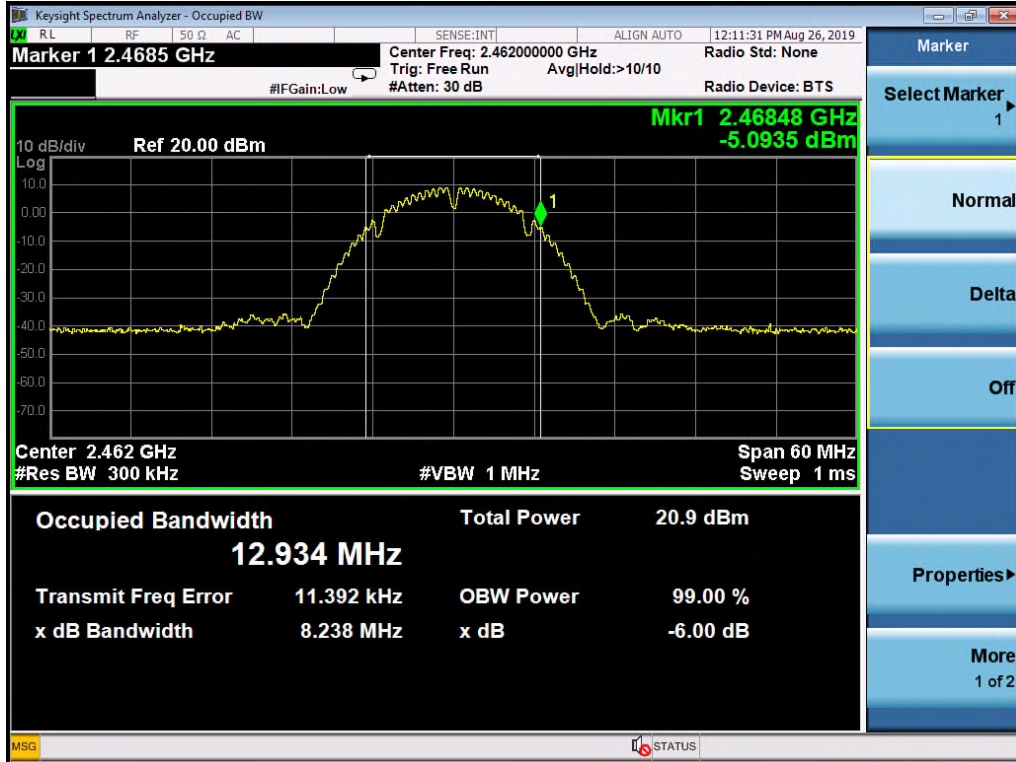 Keysight Spectrum Analyzer - Occupied BW
LXI RL RF 50 Ω AC SENSE:INT ALIGN AUTO 12:11:31 PM Aug 26, 2019
Marker 1 2.4685 GHz
Center Freq: 2.462000000 GHz Radio Std: None
Trig: Free Run Avg|Hold:>10/10
#IFGain:Low #Atten: 30 dB Radio Device: BTS
Mkr1 2.46848 GHz
10 dB/div Ref 20.00 dBm -5.0935 dBm
Log
10.0
0.00
1
-10.0
-20.0
-30.0
-40.0
-50.0
-60.0
-70.0
Center 2.462 GHz Span 60 MHz
#Res BW 300 kHz #VBW 1 MHz Sweep 1 ms
Occupied Bandwidth Total Power 20.9 dBm
12.934 MHz
Transmit Freq Error 11.392 kHz OBW Power 99.00 %
x dB Bandwidth 8.238 MHz x dB -6.00 dB
MSG STATUS
Marker
Select Marker
1
Normal
Delta
Off
Properties
More
1 of 2